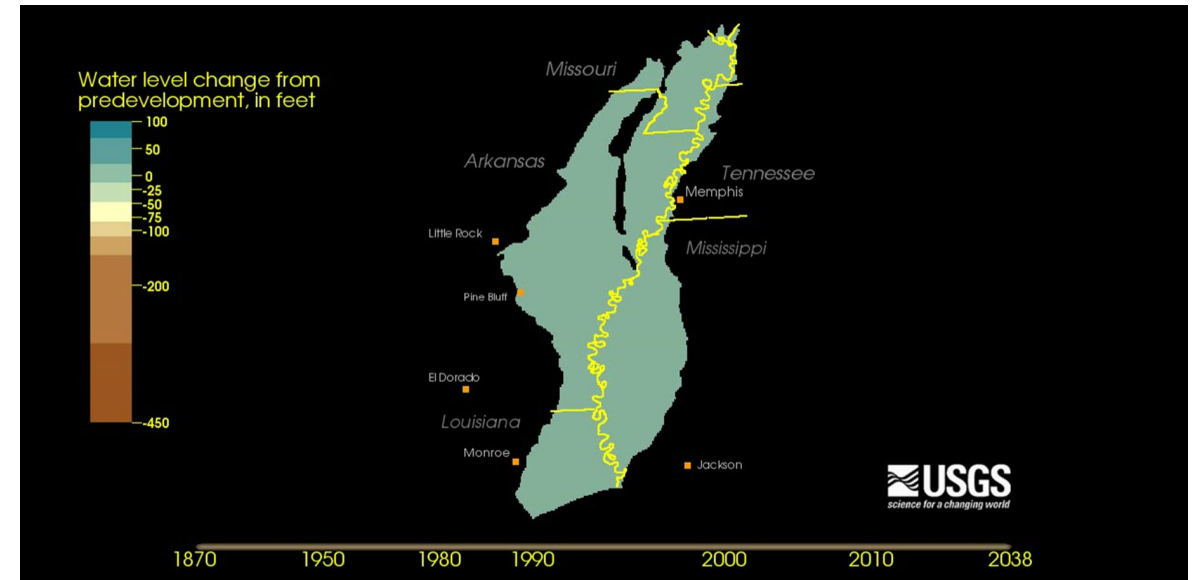 Water level change from
predevelopment, in feet
100
50
0
-25
-50
-75
-100
-200
-450
Missouri
Arkansas
Tennessee
Memphis
Mississippi
Little Rock
Pine Bluff
El Dorado
Louisiana
Monroe
Jackson
USGS
science for a changing world
1870 1950 1980 1990 2000 2010 2038